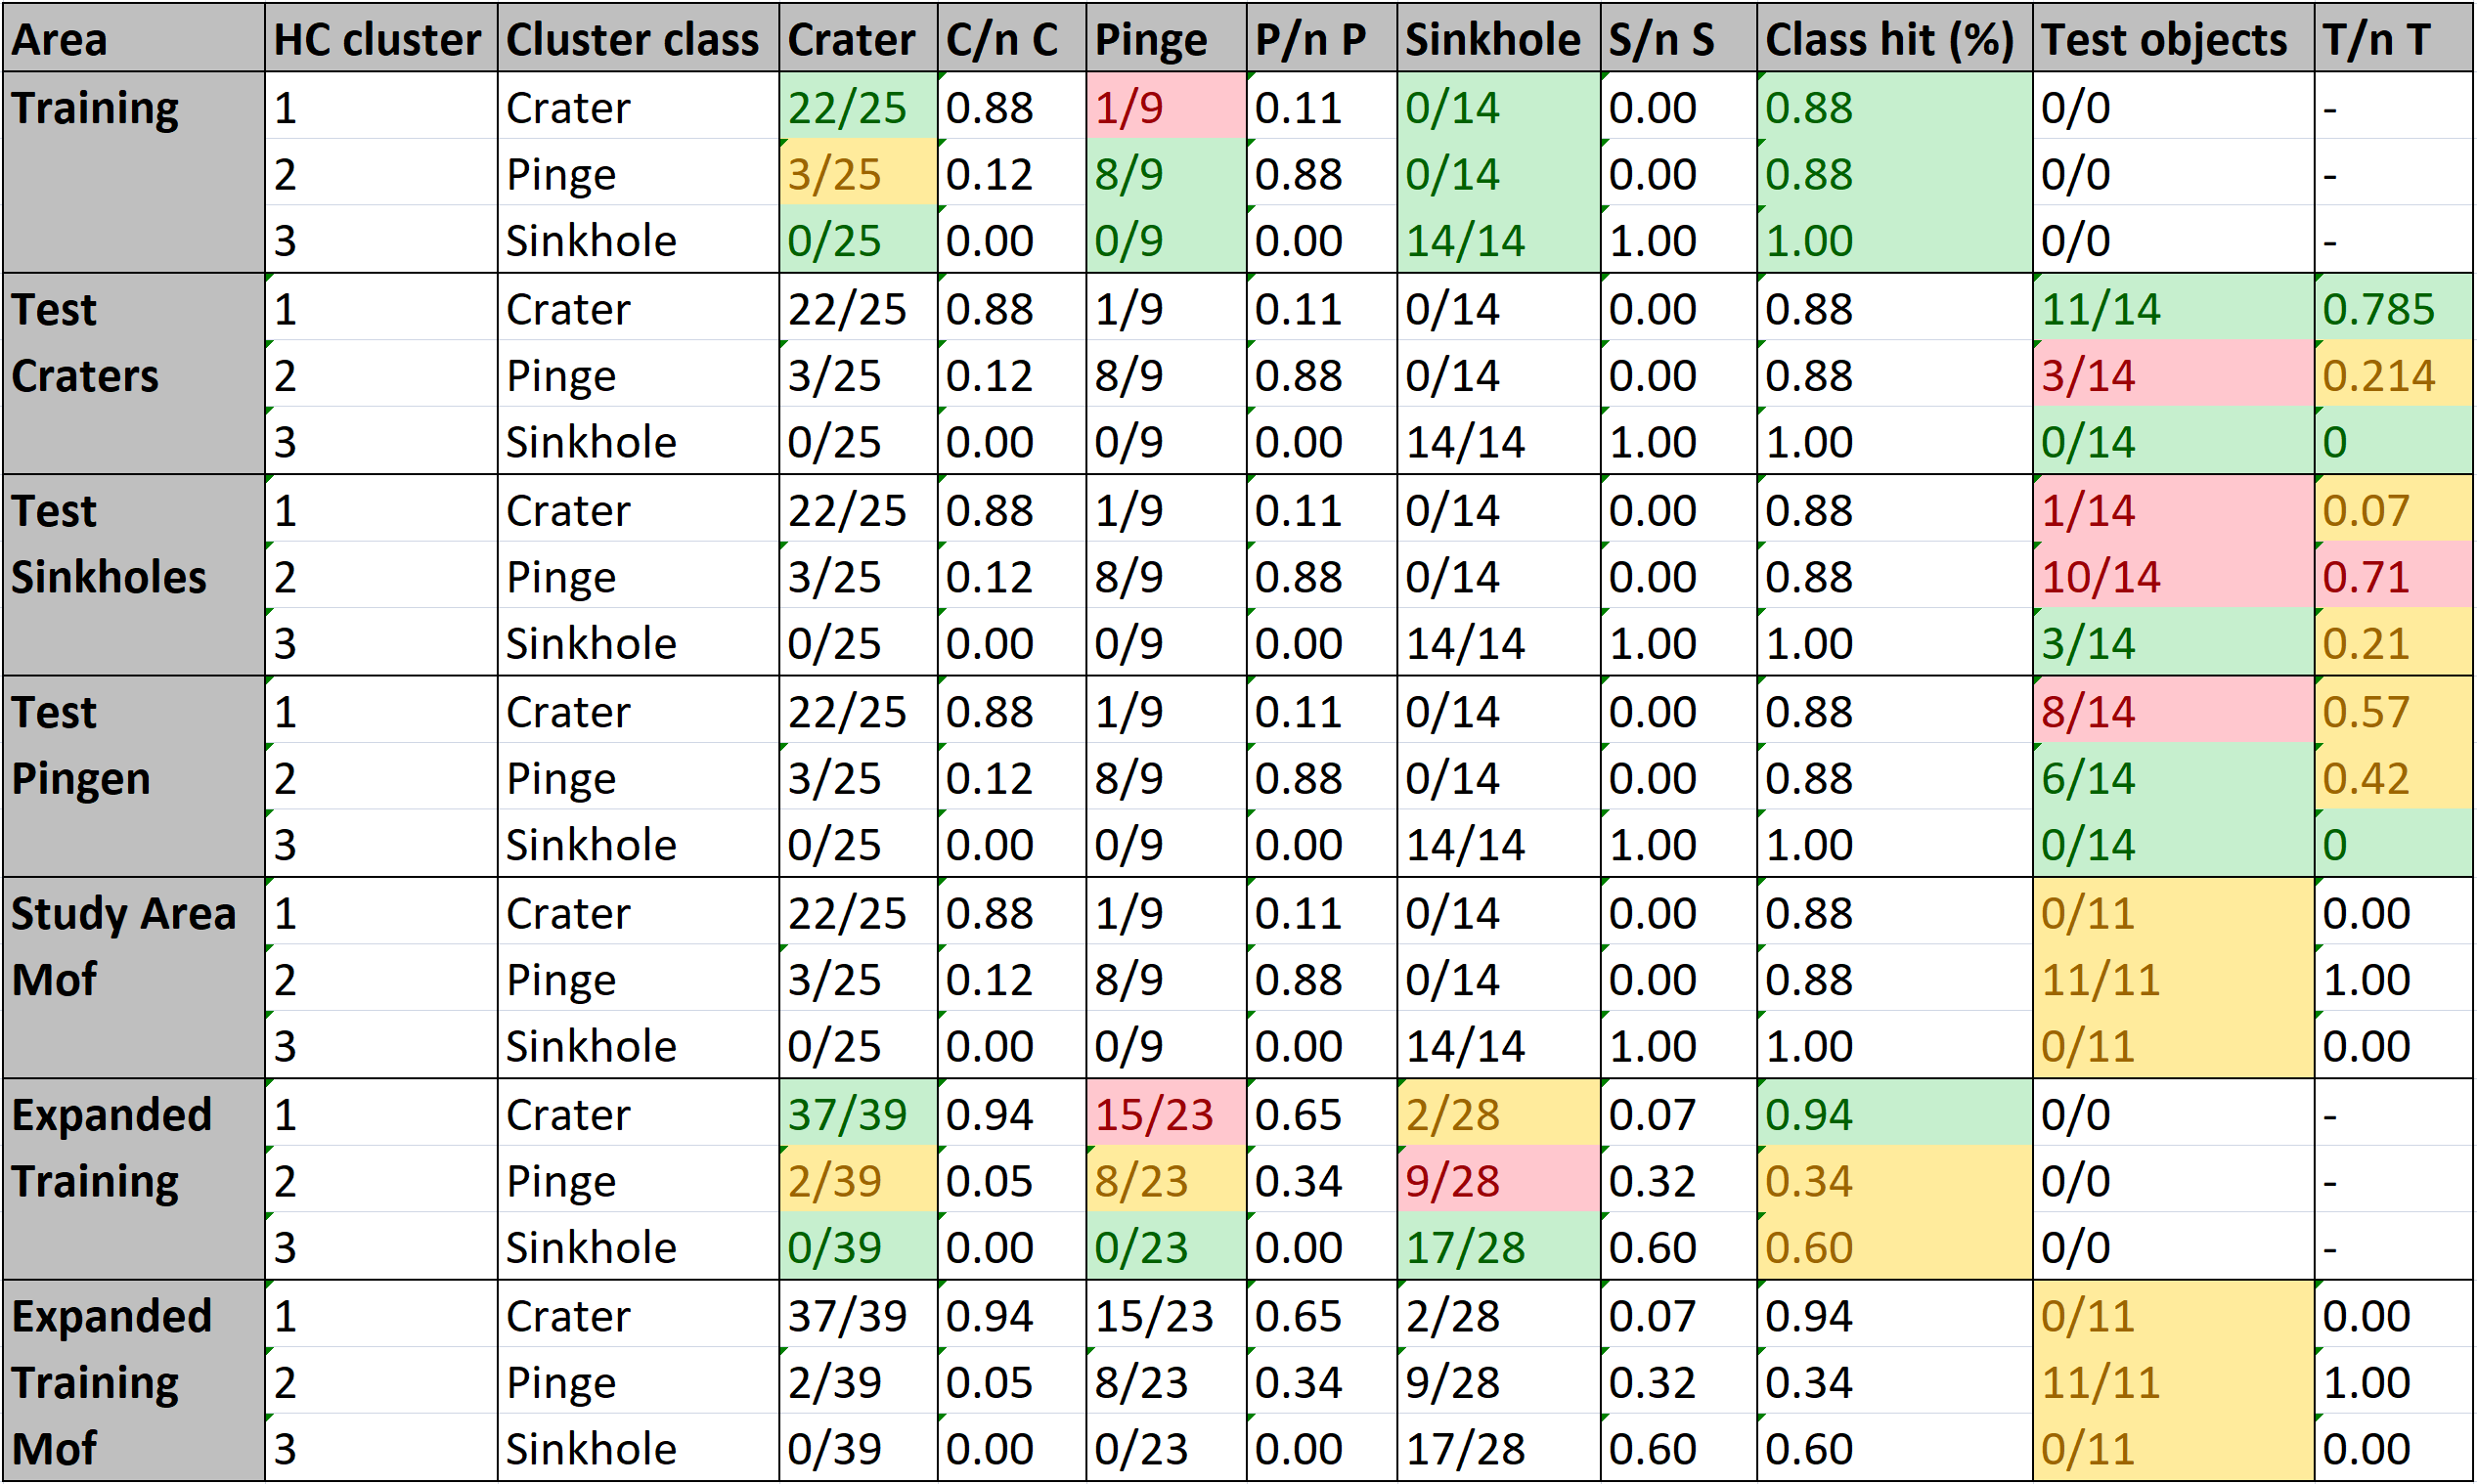 Area HC cluster Cluster class Crater C/n C Pinge P/n P Sinkhole S/n S Class hit (%) Test objects T/n T
Training 1 Crater 22/25 0.88 1/9 0.11 0/14 0.00 0.88 0/0 -
2 Pinge 3/25 0.12 8/9 0.88 0/14 0.00 0.88 0/0 -
3 Sinkhole 0/25 0.00 0/9 0.00 14/14 1.00 1.00 0/0 -
Test 1 Crater 22/25 0.88 1/9 0.11 0/14 0.00 0.88 11/14 0.785
Craters 2 Pinge 3/25 0.12 8/9 0.88 0/14 0.00 0.88 3/14 0.214
3 Sinkhole 0/25 0.00 0/9 0.00 14/14 1.00 1.00 0/14 0
Test 1 Crater 22/25 0.88 1/9 0.11 0/14 0.00 0.88 1/14 0.07
Sinkholes 2 Pinge 3/25 0.12 8/9 0.88 0/14 0.00 0.88 10/14 0.71
3 Sinkhole 0/25 0.00 0/9 0.00 14/14 1.00 1.00 3/14 0.21
Test 1 Crater 22/25 0.88 1/9 0.11 0/14 0.00 0.88 8/14 0.57
Pingen 2 Pinge 3/25 0.12 8/9 0.88 0/14 0.00 0.88 6/14 0.42
3 Sinkhole 0/25 0.00 0/9 0.00 14/14 1.00 1.00 0/14 0
Study Area 1 Crater 22/25 0.88 1/9 0.11 0/14 0.00 0.88 0/11 0.00
Mof 2 Pinge 3/25 0.12 8/9 0.88 0/14 0.00 0.88 11/11 1.00
3 Sinkhole 0/25 0.00 0/9 0.00 14/14 1.00 1.00 0/11 0.00
Expanded 1 Crater 37/39 0.94 15/23 0.65 2/28 0.07 0.94 0/0 -
Training 2 Pinge 2/39 0.05 8/23 0.34 9/28 0.32 0.34 0/0 -
3 Sinkhole 0/39 0.00 0/23 0.00 17/28 0.60 0.60 0/0 -
Expanded 1 Crater 37/39 0.94 15/23 0.65 2/28 0.07 0.94 0/11 0.00
Training 2 Pinge 2/39 0.05 8/23 0.34 9/28 0.32 0.34 11/11 1.00
Mof 3 Sinkhole 0/39 0.00 0/23 0.00 17/28 0.60 0.60 0/11 0.00